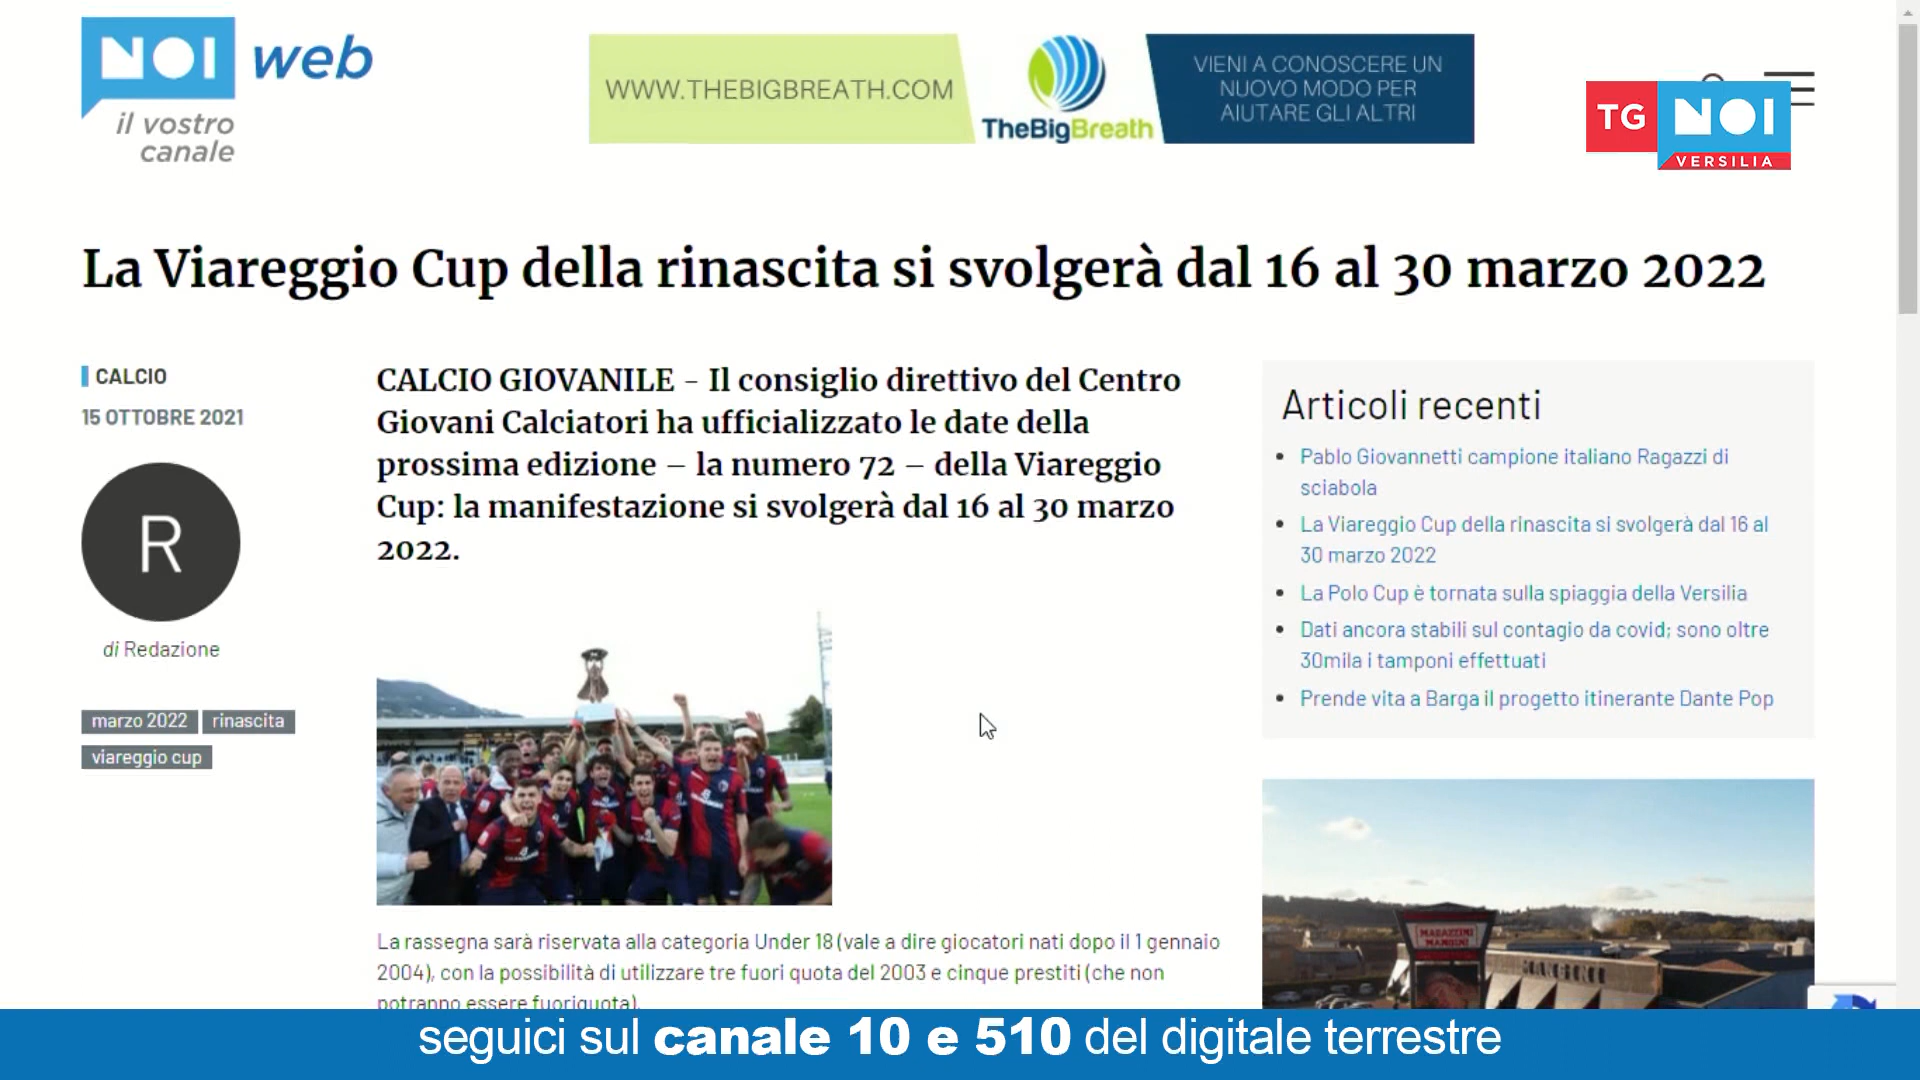 NOI web
il vostro
canale
WWW.THEBIGBREATH.COM
TheBigBreath
VIENI A CONOSCERE UN
NUOVO MODO PER
AIUTARE GLI ALTRI
TG NOI
VERSILIA
La Viareggio Cup della rinascita si svolgerà dal 16 al 30 marzo 2022
CALCIO
15 OTTOBRE 2021
R
di Redazione
marzo 2022 rinascita
viareggio cup
CALCIO GIOVANILE - Il consiglio direttivo del Centro
Giovani Calciatori ha ufficializzato le date della
prossima edizione – la numero 72 – della Viareggio
Cup: la manifestazione si svolgerà dal 16 al 30 marzo
2022.
La rassegna sarà riservata alla categoria Under 18 (vale a dire giocatori nati dopo il 1 gennaio
2004), con la possibilità di utilizzare tre fuori quota del 2003 e cinque prestiti (che non
potranno essere fuoriquota).
Articoli recenti
Pablo Giovannetti campione italiano Ragazzi di
sciabola
La Viareggio Cup della rinascita si svolgerà dal 16 al
30 marzo 2022
La Polo Cup è tornata sulla spiaggia della Versilia
Dati ancora stabili sul contagio da covid; sono oltre
30mila i tamponi effettuati
Prende vita a Barga il progetto itinerante Dante Pop
MAGAZZINI
MANGINI
MANGINI
seguici sul canale 10 e 510 del digitale terrestre